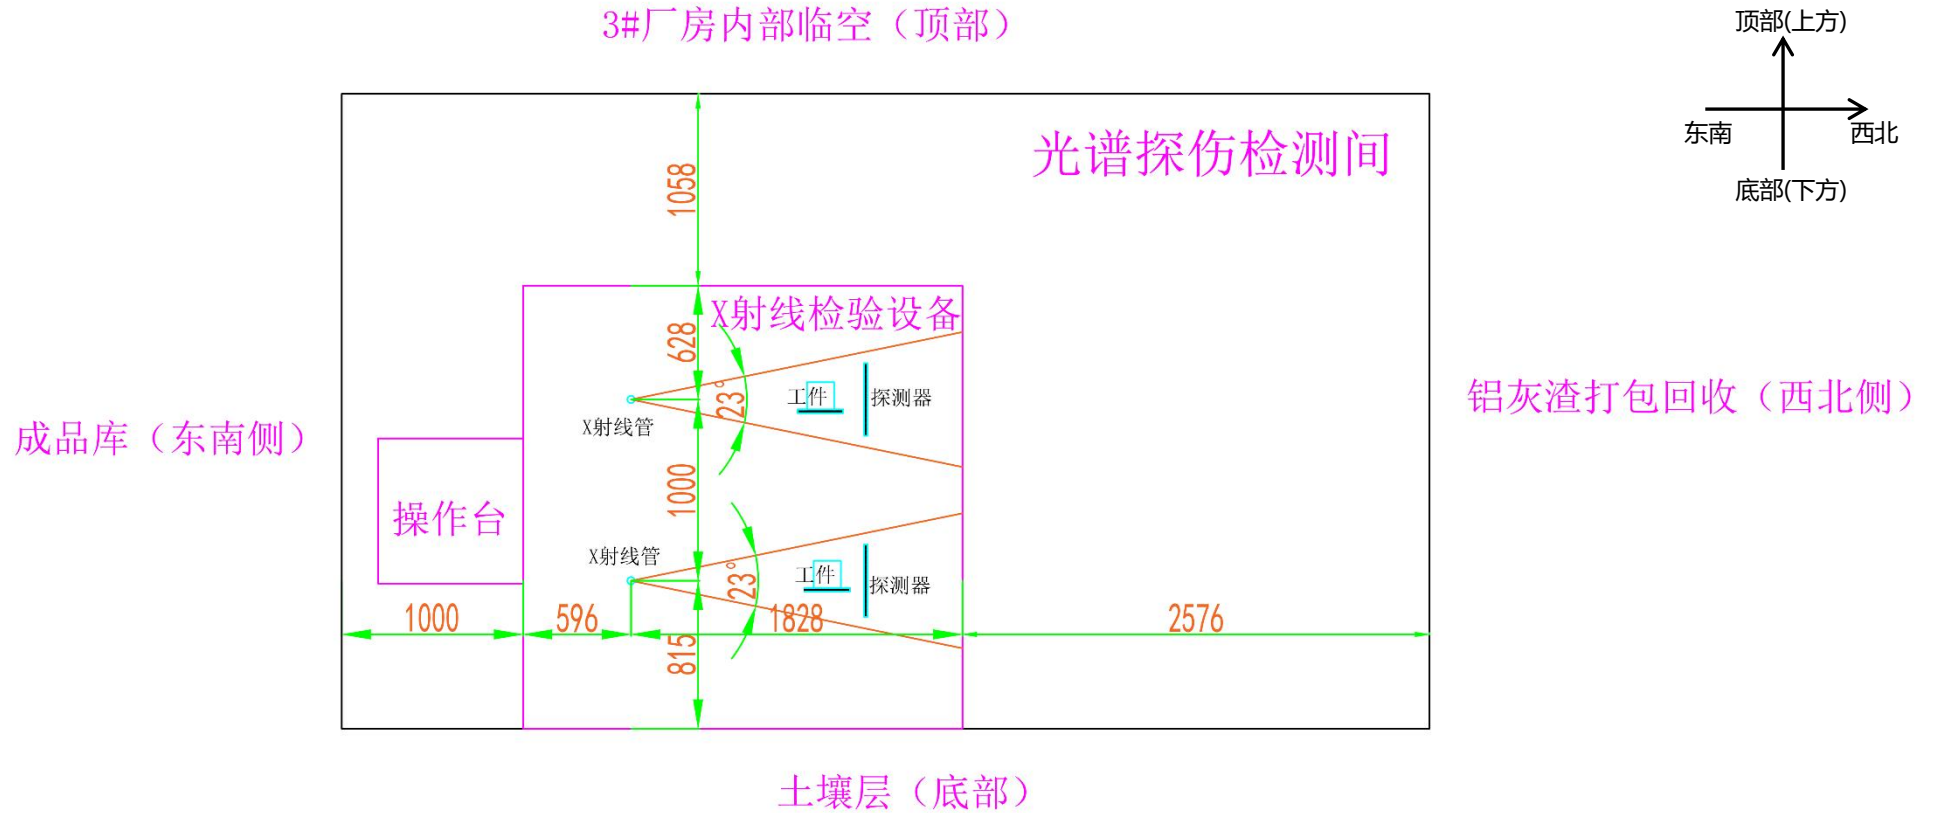 3#厂房内部临空（顶部）
顶部(上方)
东南
西北
底部(下方)
光谱探伤检测间
1058
X射线检验设备
628
23°
工件
探测器
X射线管
铝灰渣打包回收（西北侧）
成品库（东南侧）
1000
操作台
X射线管
23°
工件
探测器
1000
596
1828
2576
815
土壤层（底部）